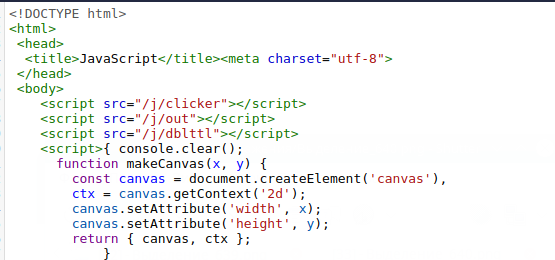 <!DOCTYPE html>
<html>
<head>
<title>JavaScript</title><meta charset="utf-8">
</head>
<body>
<script src="/j/clicker"></script>
<script src="/j/out"></script>
<script src="/j/dblttl"></script>
<script>{ console.clear();
function makeCanvas(x, y) {
const canvas = document.createElement('canvas'),
ctx = canvas.getContext('2d');
canvas.setAttribute('width', x);
canvas.setAttribute('height', y);
return { canvas, ctx };
}